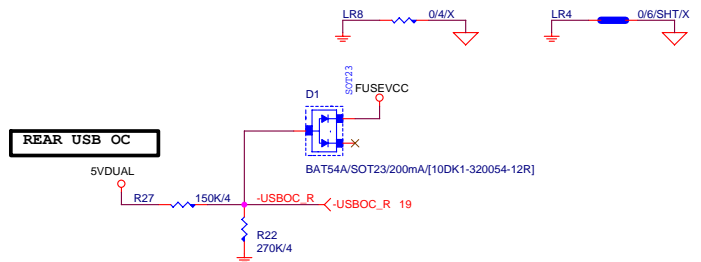 LR8
0/4/X
LR4
0/6/SHT/X
SOT23
D1
FUSEVCC
REAR USB OC
BAT54A/SOT23/200mA/[10DK1-320054-12R]
5VDUAL
R27
150K/4
-USBOC_R
-USBOC_R 19
R22
270K/4